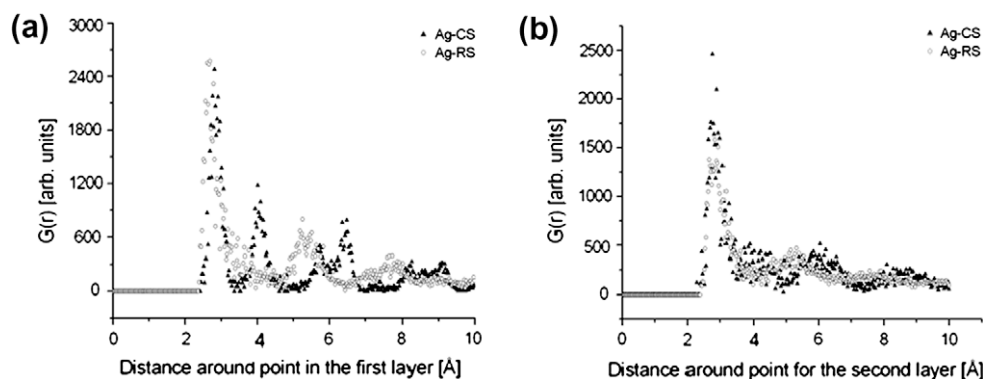 (a)
▲ Ag-CS
○ Ag-RS
3000
2400
1800
1200
600
0
G(r) [arb. units]
0 2 4 6 8 10
Distance around point in the first layer [Å]
(b)
▲ Ag-CS
○ Ag-RS
2500
2000
1500
1000
500
0
G(r) [arb. units]
0 2 4 6 8 10
Distance around point for the second layer [Å]